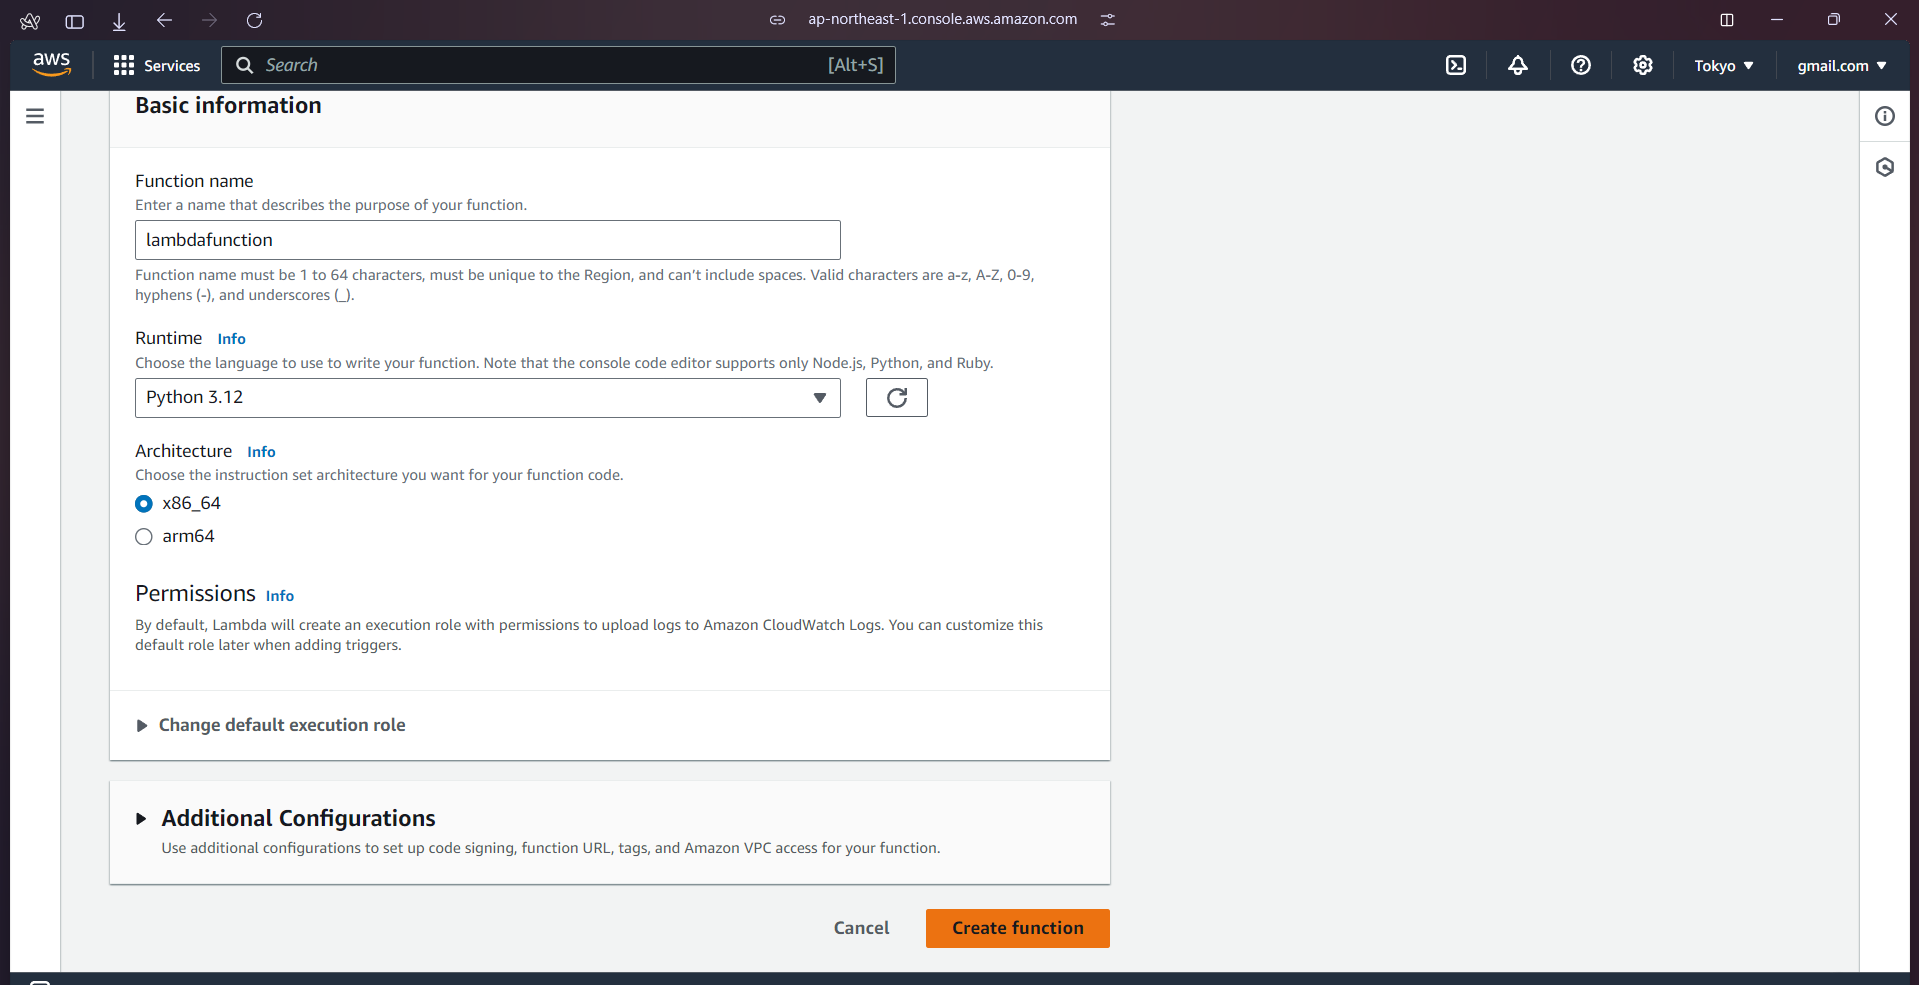 ap-northeast-1.console.aws.amazon.com
aws
Services
Search
[Alt+S]
Tokyo
gmail.com
Basic information
Function name
Enter a name that describes the purpose of your function.
lambdafunction
Function name must be 1 to 64 characters, must be unique to the Region, and can’t include spaces. Valid characters are a-z, A-Z, 0-9,
hyphens (-), and underscores (_).
Runtime Info
Choose the language to use to write your function. Note that the console code editor supports only Node.js, Python, and Ruby.
Python 3.12
Architecture Info
Choose the instruction set architecture you want for your function code.
x86_64
arm64
Permissions Info
By default, Lambda will create an execution role with permissions to upload logs to Amazon CloudWatch Logs. You can customize this
default role later when adding triggers.
Change default execution role
Additional Configurations
Use additional configurations to set up code signing, function URL, tags, and Amazon VPC access for your function.
Cancel
Create function